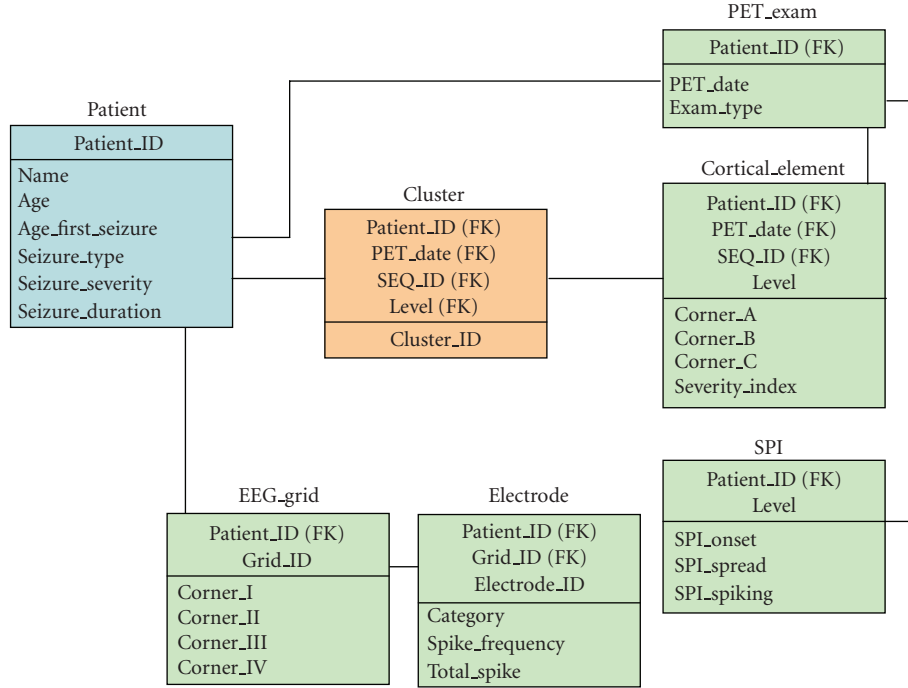 PET_exam
Patient_ID (FK)
PET_date
Exam_type
Patient
Patient_ID
Name
Age
Age_first_seizure
Seizure_type
Seizure_severity
Seizure_duration
Cluster
Patient_ID (FK)
PET_date (FK)
SEQ_ID (FK)
Level (FK)
Cluster_ID
Cortical_element
Patient_ID (FK)
PET_date (FK)
SEQ_ID (FK)
Level
Corner_A
Corner_B
Corner_C
Severity_index
EEG_grid
Patient_ID (FK)
Grid_ID
Corner_I
Corner_II
Corner_III
Corner_IV
Electrode
Patient_ID (FK)
Grid_ID (FK)
Electrode_ID
Category
Spike_frequency
Total_spike
SPI
Patient_ID (FK)
Level
SPI_onset
SPI_spread
SPI_spiking